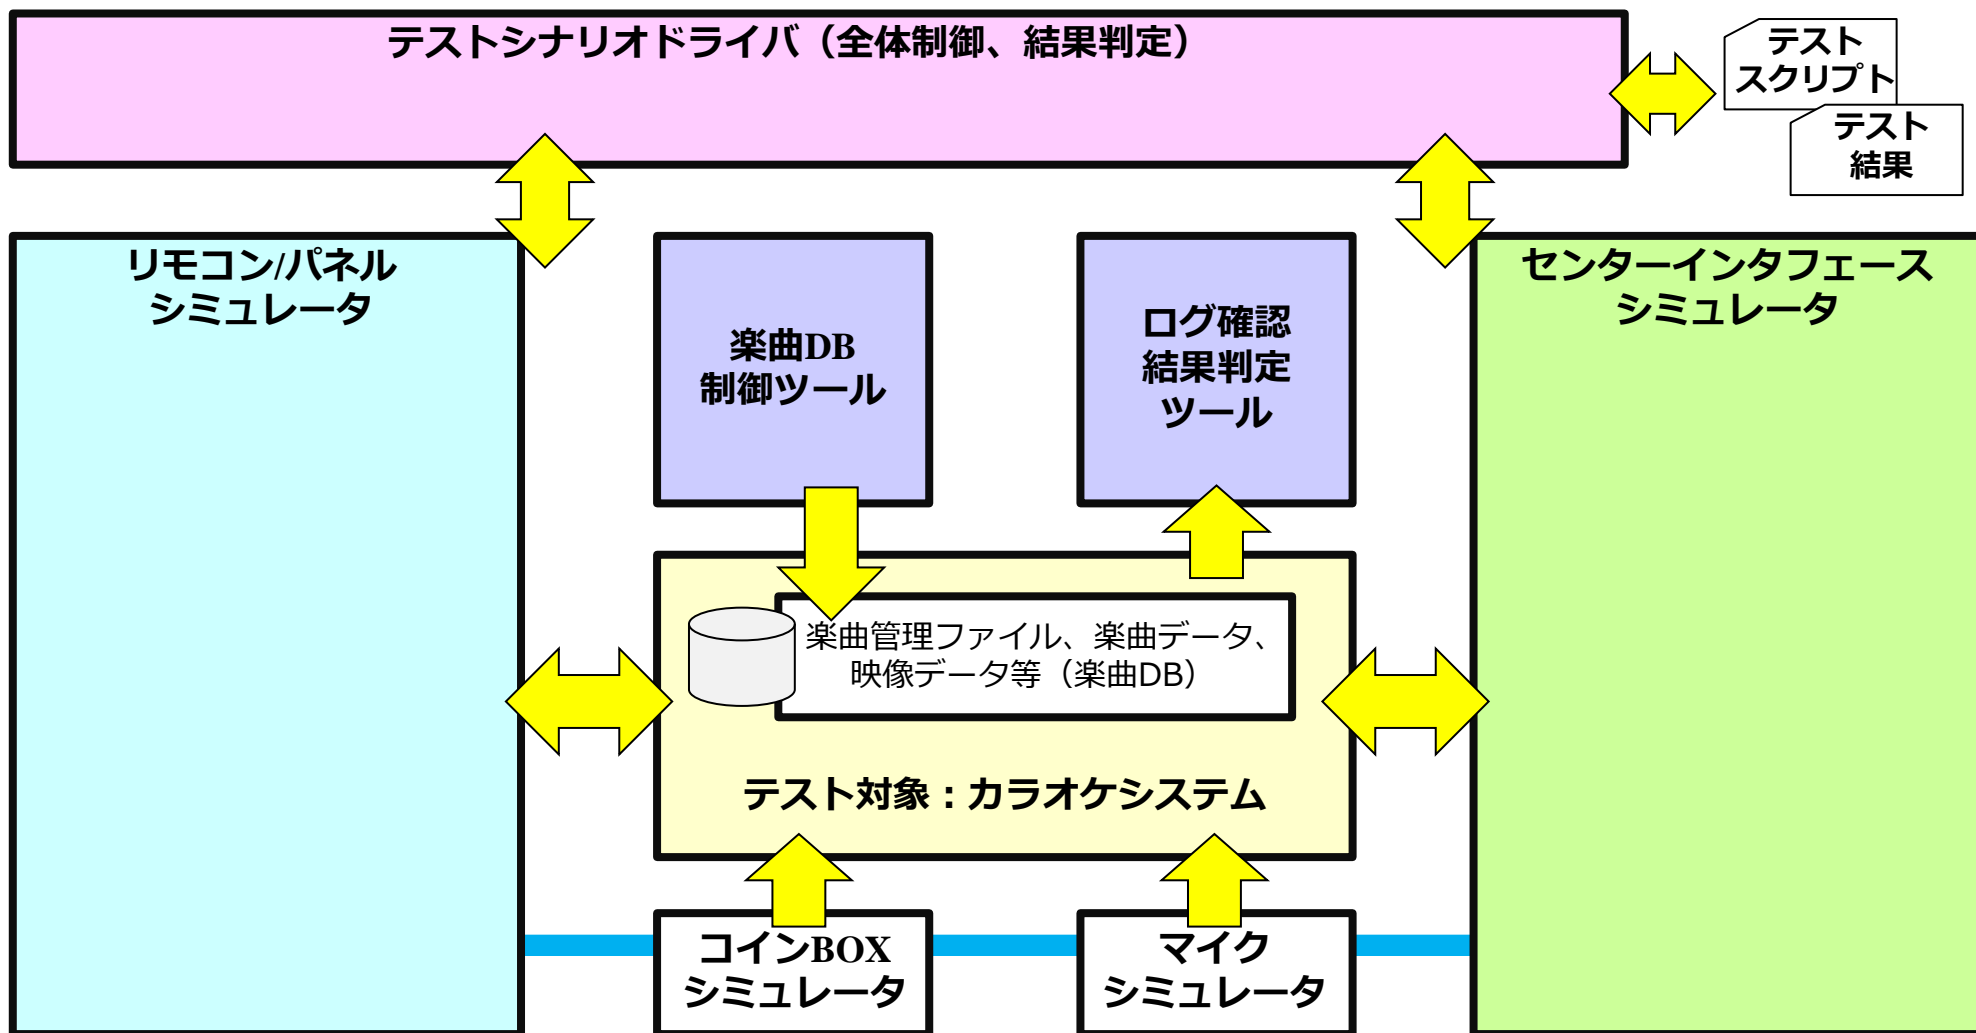 テストシナリオドライバ（全体制御、結果判定）
テスト
スクリプト
テスト
結果
リモコン/パネル
シミュレータ
楽曲DB
制御ツール
ログ確認
結果判定
ツール
センターインタフェース
シミュレータ
楽曲管理ファイル、楽曲データ、
映像データ等（楽曲DB）
テスト対象：カラオケシステム
コインBOX
シミュレータ
マイク
シミュレータ